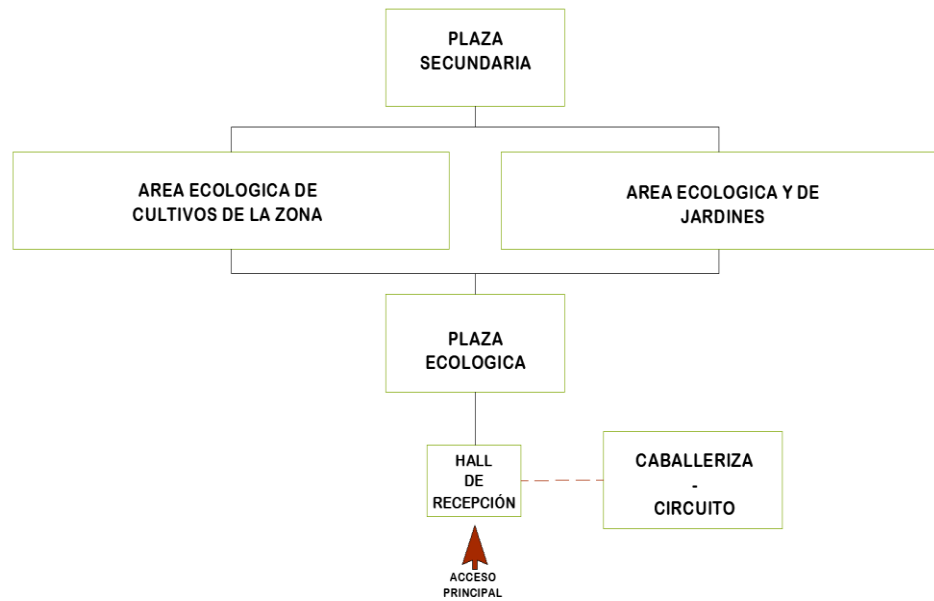 PLAZA
SECUNDARIA
AREA ECOLOGICA DE
CULTIVOS DE LA ZONA
AREA ECOLOGICA Y DE
JARDINES
PLAZA
ECOLOGICA
HALL
DE
RECEPCIÓN
CABALLERIZA
-
CIRCUITO
ACCESO
PRINCIPAL